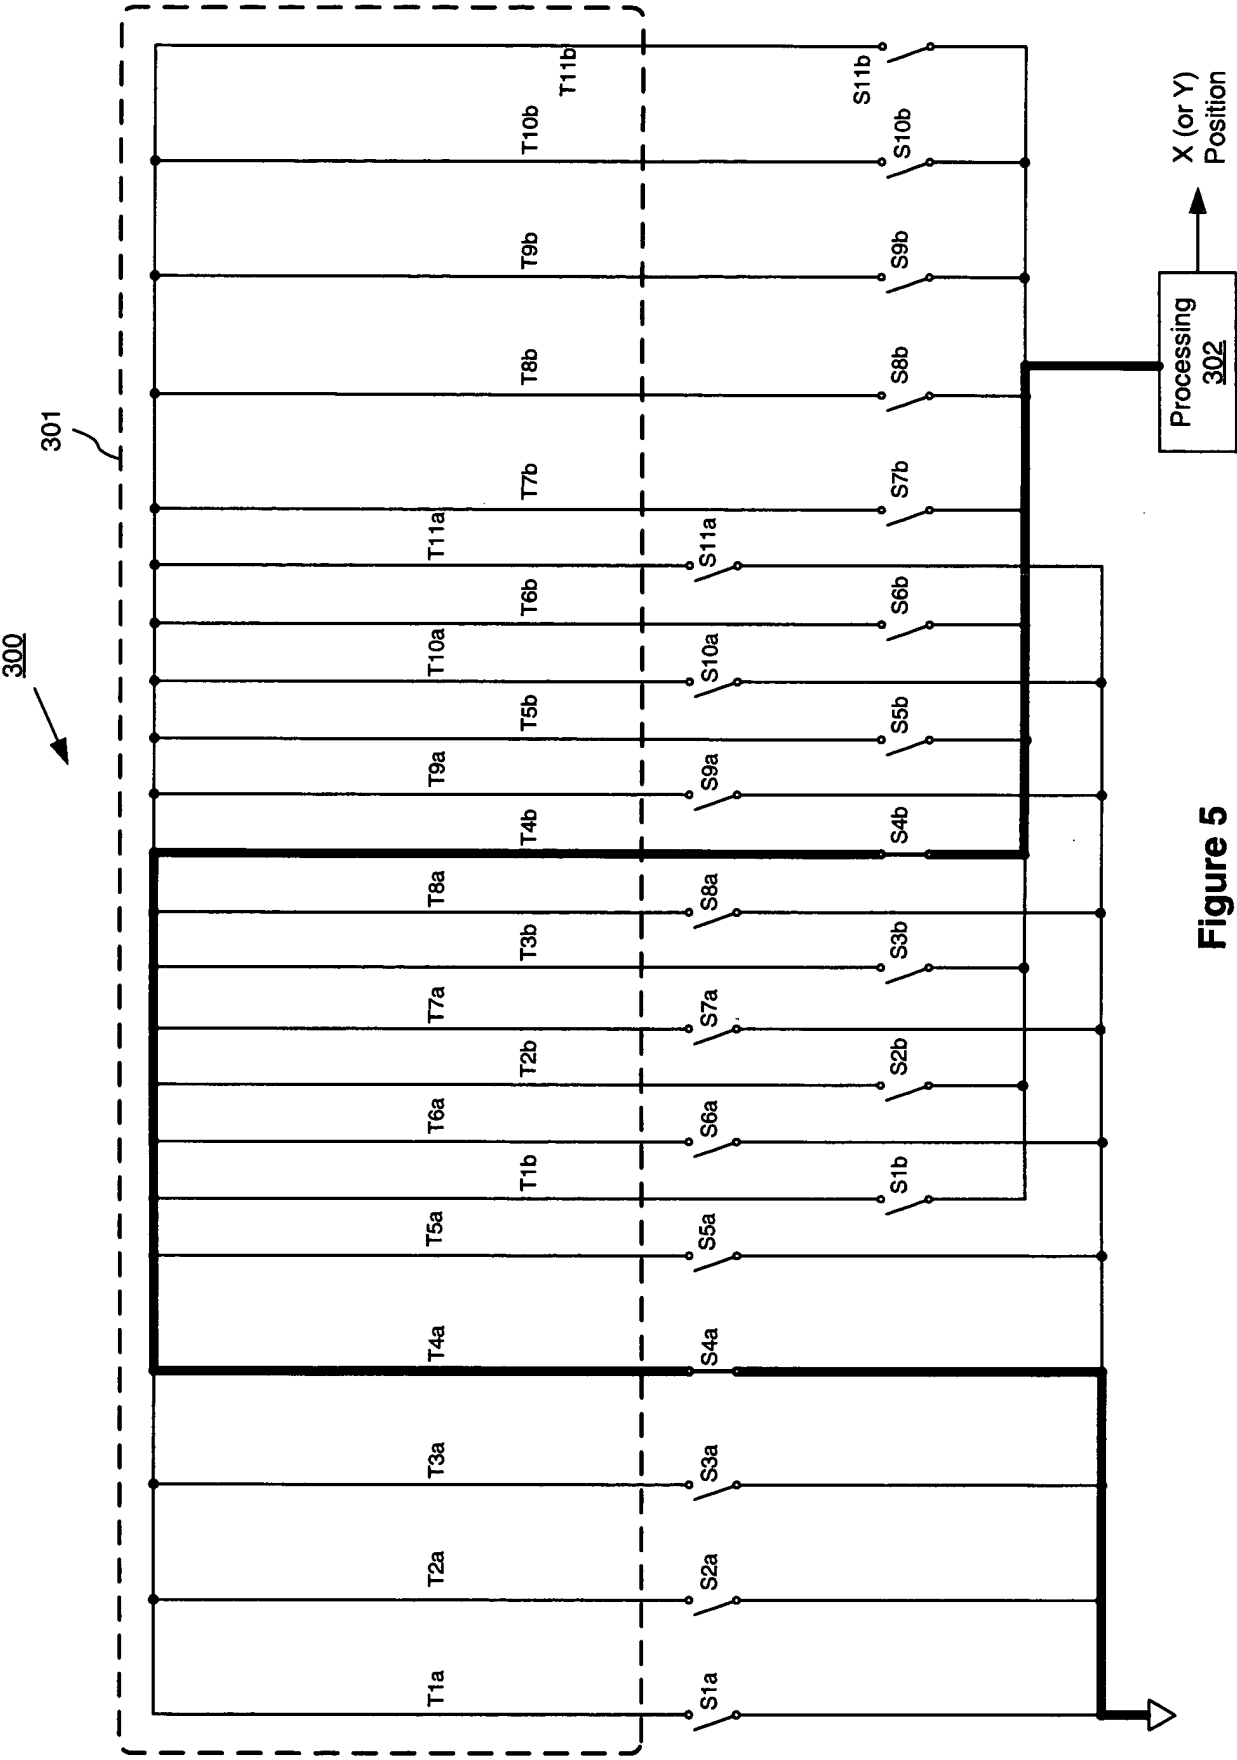 300
301
T1a
T2a
T3a
T4a
T5a
T1b
T6a
T2b
T7a
T3b
T8a
T4b
T9a
T5b
T10a
T6b
T11a
T7b
T8b
T9b
T10b
T11b
S1a
S2a
S3a
S4a
S5a
S6a
S7a
S8a
S9a
S10a
S11a
S1b
S2b
S3b
S4b
S5b
S6b
S7b
S8b
S9b
S10b
S11b
Processing
302
X (or Y)
Position
Figure 5